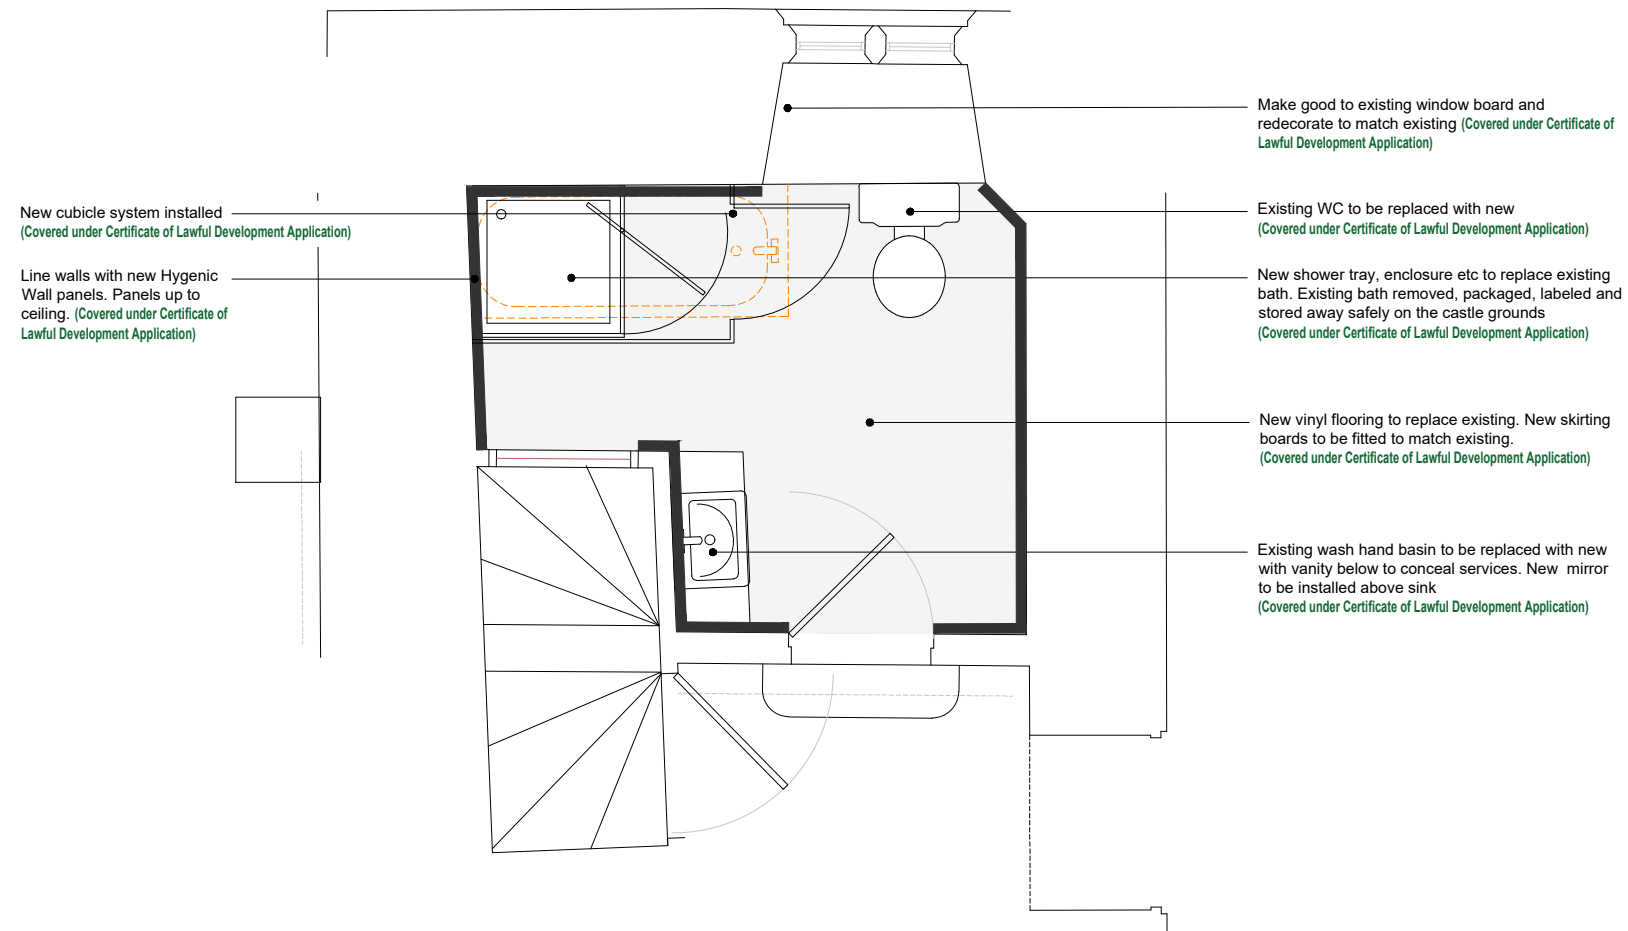 New cubicle system installed
(Covered under Certificate of Lawful Development Application)
Line walls with new Hygenic
Wall panels. Panels up to
ceiling. (Covered under Certificate of
Lawful Development Application)
Make good to existing window board and
redecorate to match existing (Covered under Certificate of
Lawful Development Application)
Existing WC to be replaced with new
(Covered under Certificate of Lawful Development Application)
New shower tray, enclosure etc to replace existing
bath. Existing bath removed, packaged, labeled and
stored away safely on the castle grounds
(Covered under Certificate of Lawful Development Application)
New vinyl flooring to replace existing. New skirting
boards to be fitted to match existing.
(Covered under Certificate of Lawful Development Application)
Existing wash hand basin to be replaced with new
with vanity below to conceal services. New mirror
to be installed above sink
(Covered under Certificate of Lawful Development Application)